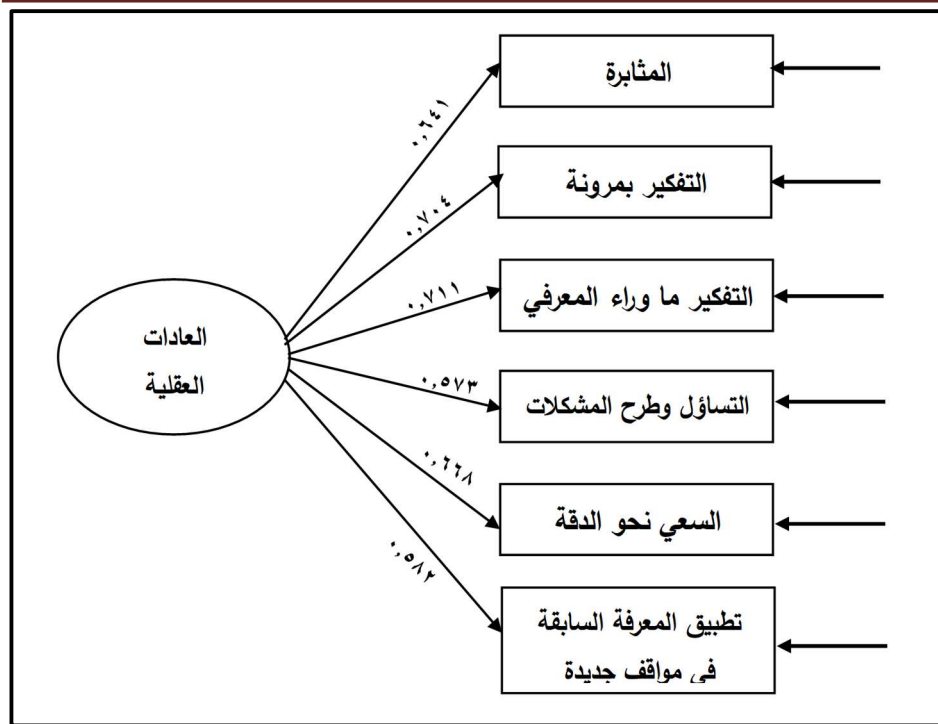 المثابرة
٠,٦٤١
التفكير بمرونة
٠,٧٠٤
التفكير ما وراء المعرفي
٠,٧١١
العادات
العقلية
التساؤل وطرح المشكلات
٠,٥٧٣
السعي نحو الدقة
٠,٦٦٨
تطبيق المعرفة السابقة
في مواقف جديدة
٠,٥٨٢